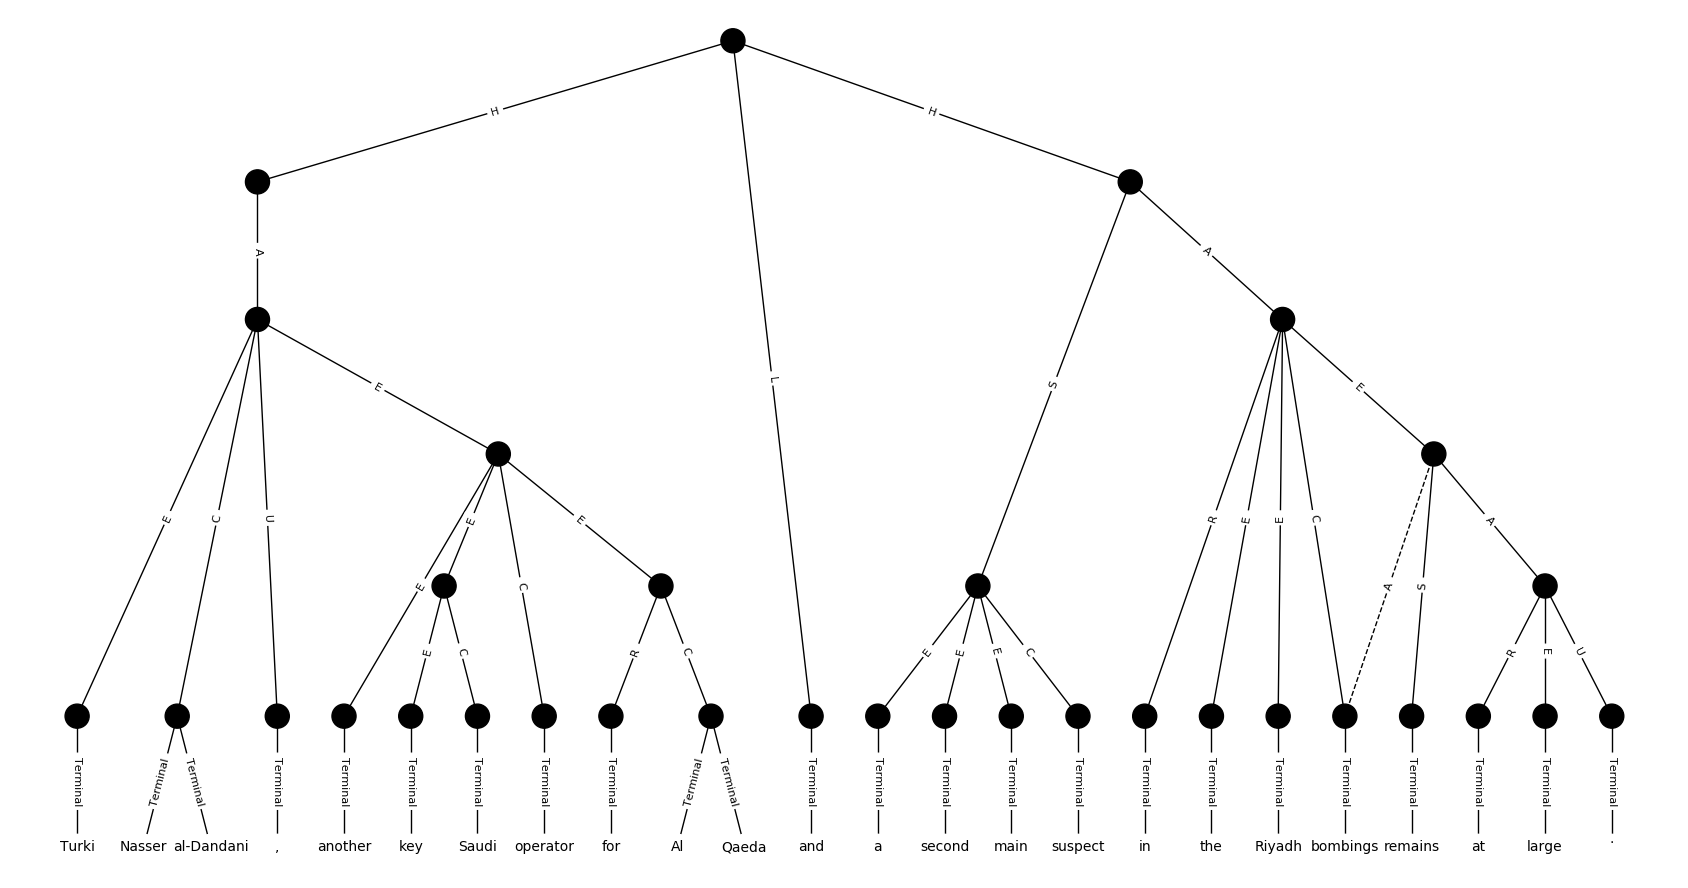 H H
A L S A
E C U E R E E C E
E E C E A S A
E C R C E E E C R E U
Terminal Terminal Terminal Terminal Terminal Terminal Terminal Terminal Terminal Terminal Terminal Terminal Terminal Terminal Terminal Terminal Terminal Terminal Terminal Terminal Terminal Terminal Terminal Terminal
Turki Nasser al-Dandani , another key Saudi operator for Al Qaeda and a second main suspect in the Riyadh bombings remains at large .